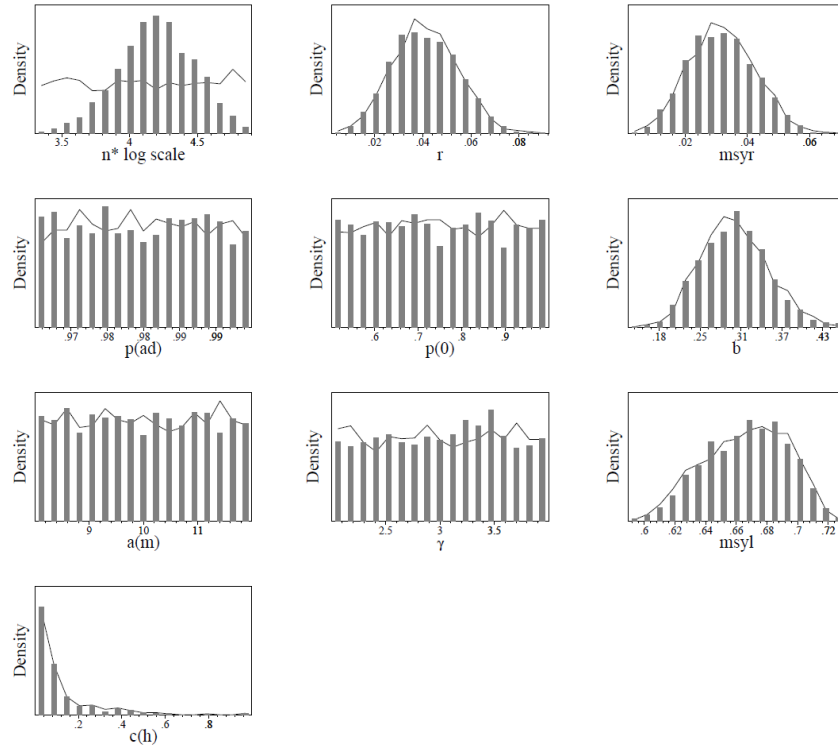 Density
3.5 4 4.5
n* log scale
Density
.02 .04 .06 .08
r
Density
.02 .04 .06
msyr
Density
.97 .98 .98 .99 .99
p(ad)
Density
.6 .7 .8 .9
p(0)
Density
.18 .25 .31 .37 .43
b
Density
9 10 11
a(m)
Density
2.5 3 3.5
γ
Density
.6 .62 .64 .66 .68 .7 .72
msyl
Density
.2 .4 .6 .8
c(h)